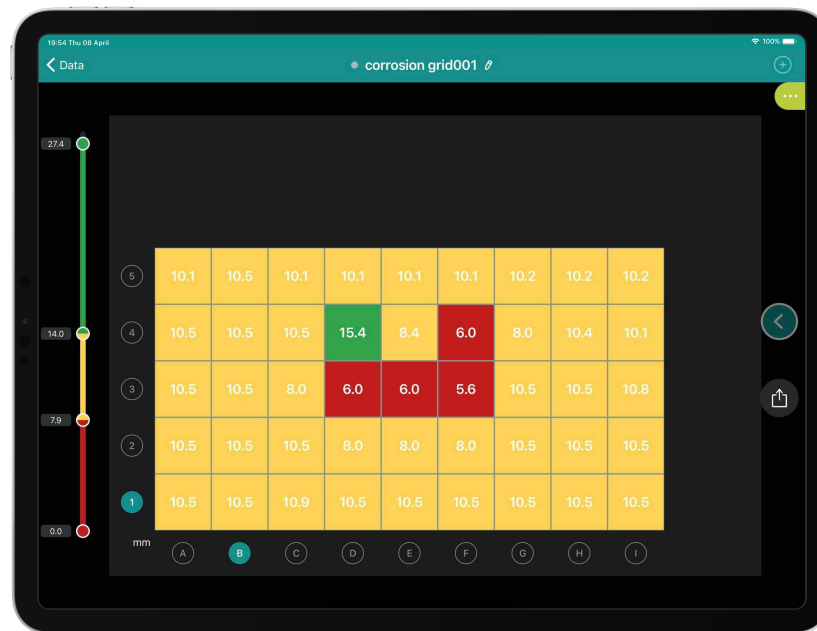 19:54 Thu 08 April
100%
Data
corrosion grid001
27.4
5 10.1 10.5 10.1 10.1 10.1 10.1 10.2 10.2 10.2
14.0 4 10.5 10.5 10.5 15.4 8.4 6.0 8.0 10.4 10.1
3 10.5 10.5 8.0 6.0 6.0 5.6 10.5 10.5 10.8
7.9
2 10.5 10.5 10.5 8.0 8.0 8.0 10.5 10.5 10.5
1 10.5 10.5 10.9 10.5 10.5 10.5 10.5 10.5 10.5
0.0
mm A B C D E F G H I